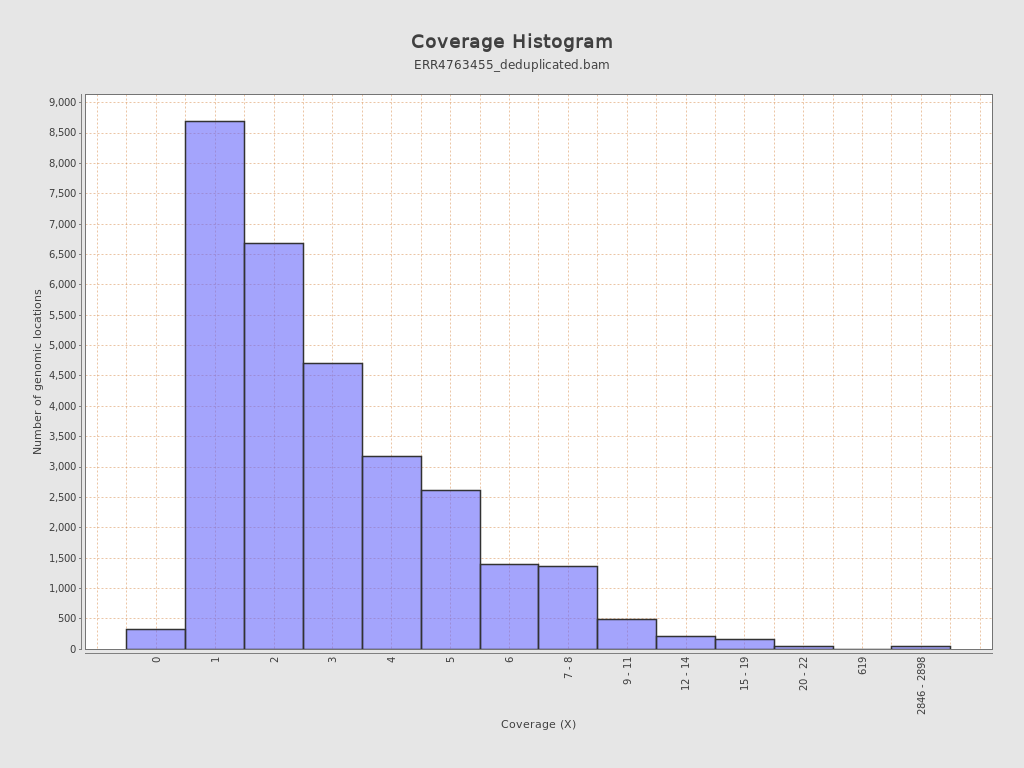 Coverage Histogram
ERR4763455_deduplicated.bam
Number of genomic locations
9,000
8,500
8,000
7,500
7,000
6,500
6,000
5,500
5,000
4,500
4,000
3,500
3,000
2,500
2,000
1,500
1,000
500
0
0
1
2
3
4
5
6
7 - 8
9 - 11
12 - 14
15 - 19
20 - 22
619
2846 - 2898
Coverage (X)